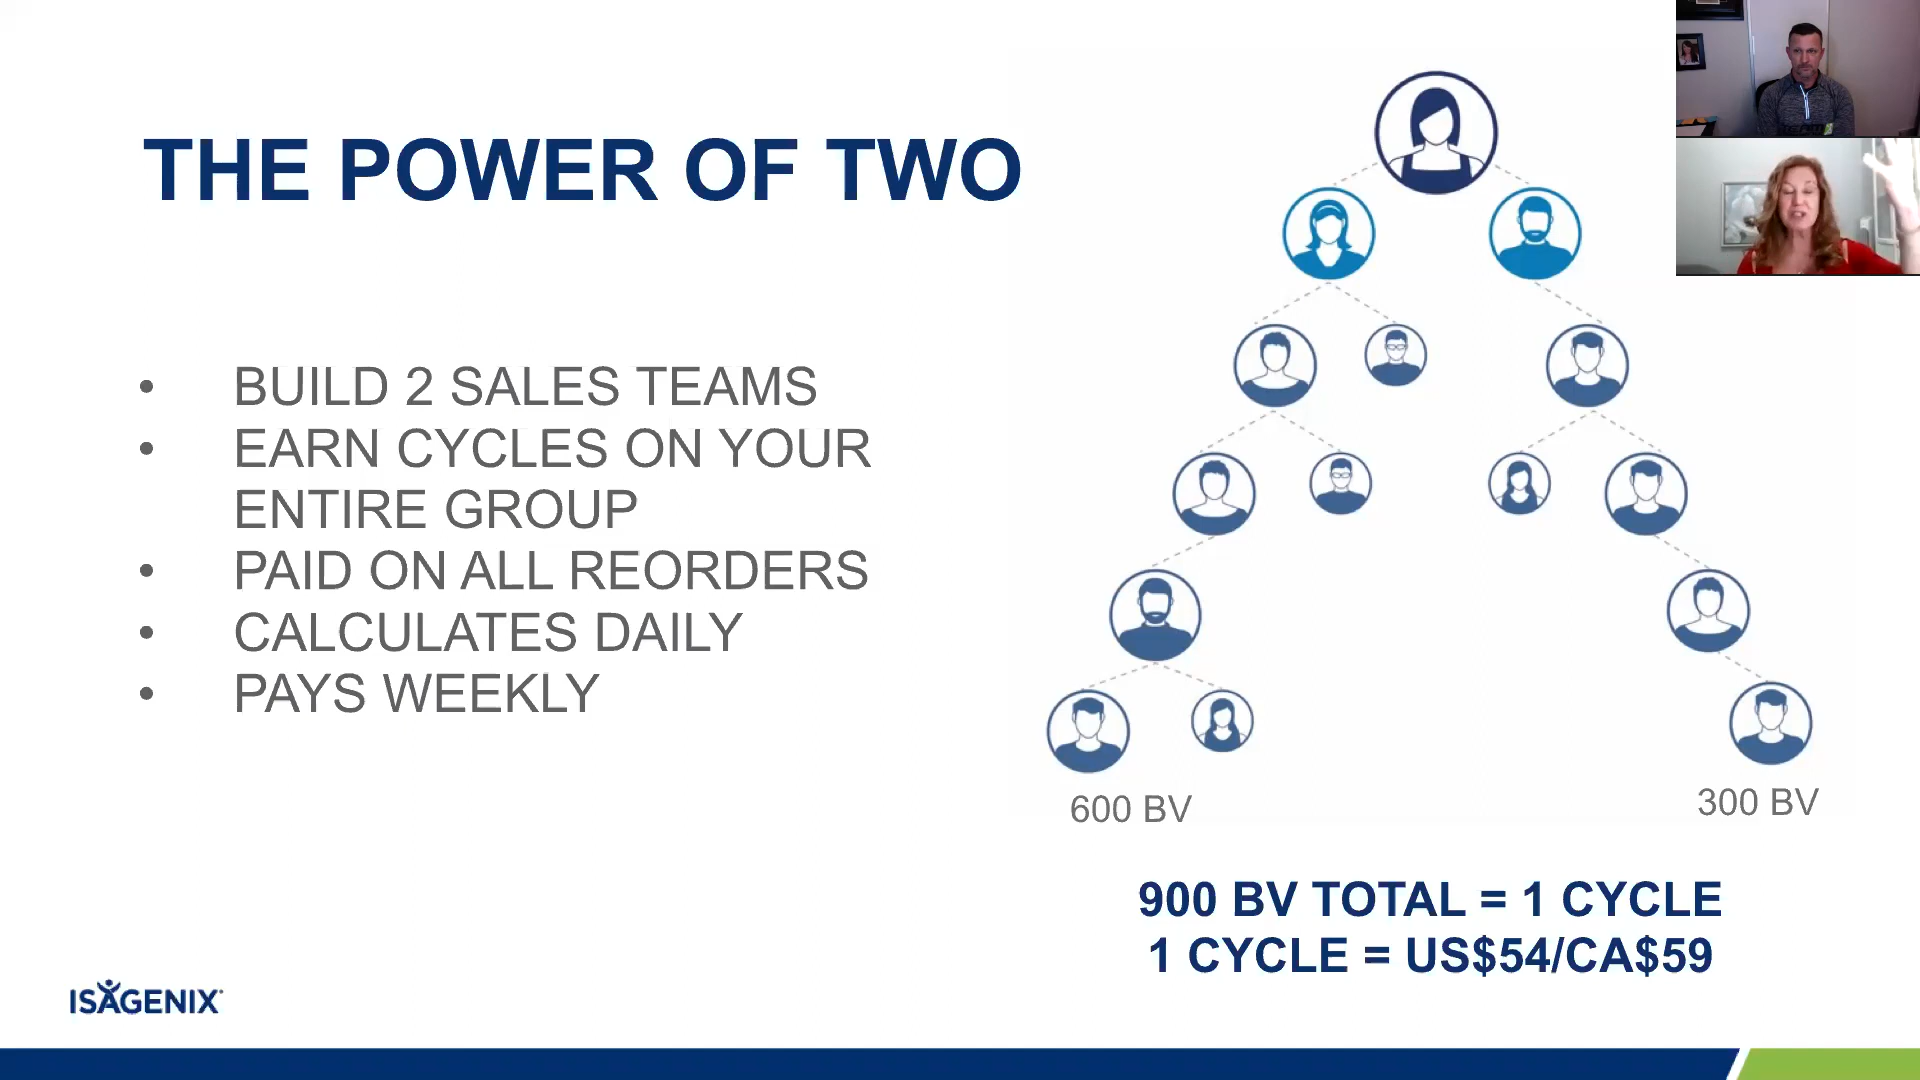 THE POWER OF TWO
• BUILD 2 SALES TEAMS
• EARN CYCLES ON YOUR
ENTIRE GROUP
• PAID ON ALL REORDERS
• CALCULATES DAILY
• PAYS WEEKLY
600 BV
300 BV
900 BV TOTAL = 1 CYCLE
1 CYCLE = US$54/CA$59
ISAGENIX